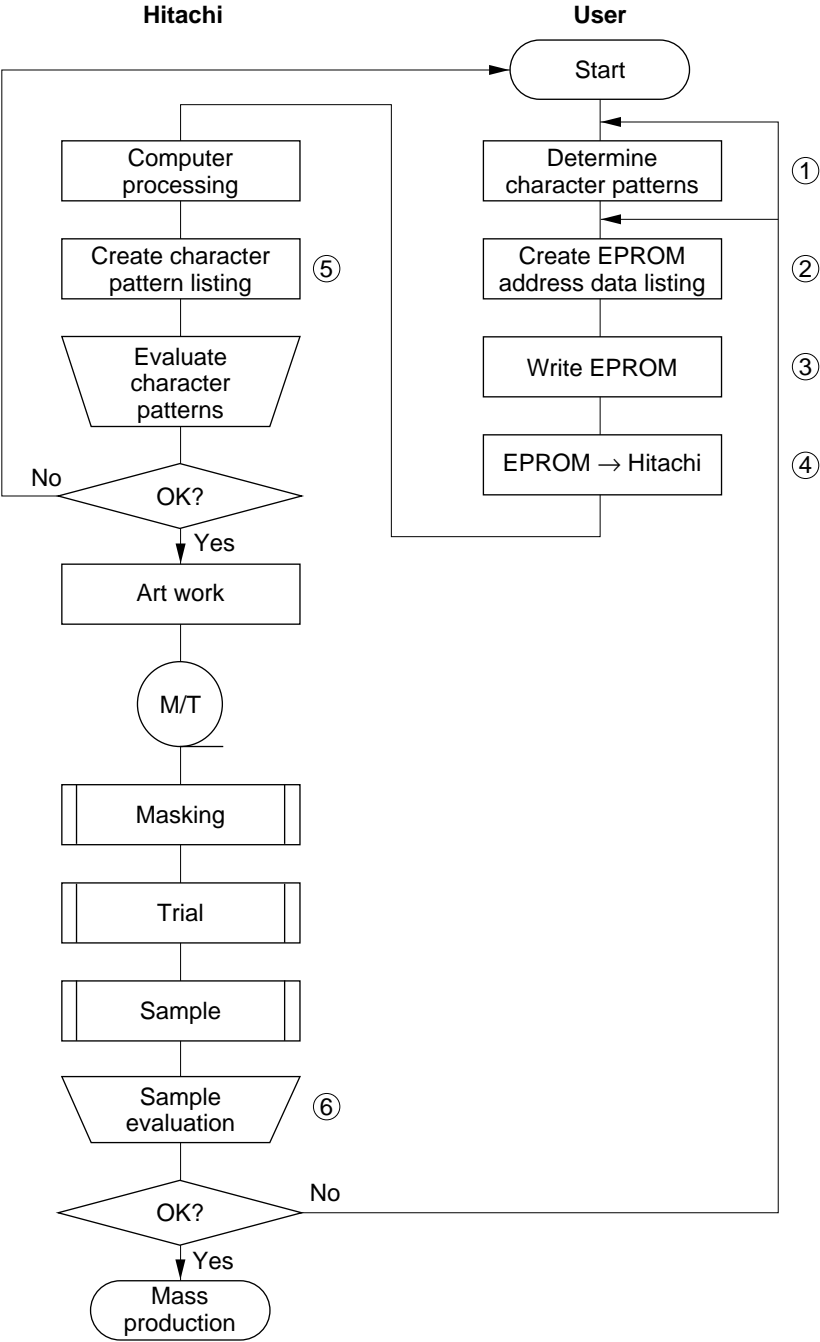 Hitachi
User
Start
Determine
character patterns
①
Create EPROM
address data listing
②
Write EPROM
③
EPROM → Hitachi
④
Computer
processing
Create character
pattern listing
⑤
Evaluate
character
patterns
OK?
No
Yes
Art work
M/T
Masking
Trial
Sample
Sample
evaluation
⑥
OK?
No
Yes
Mass
production